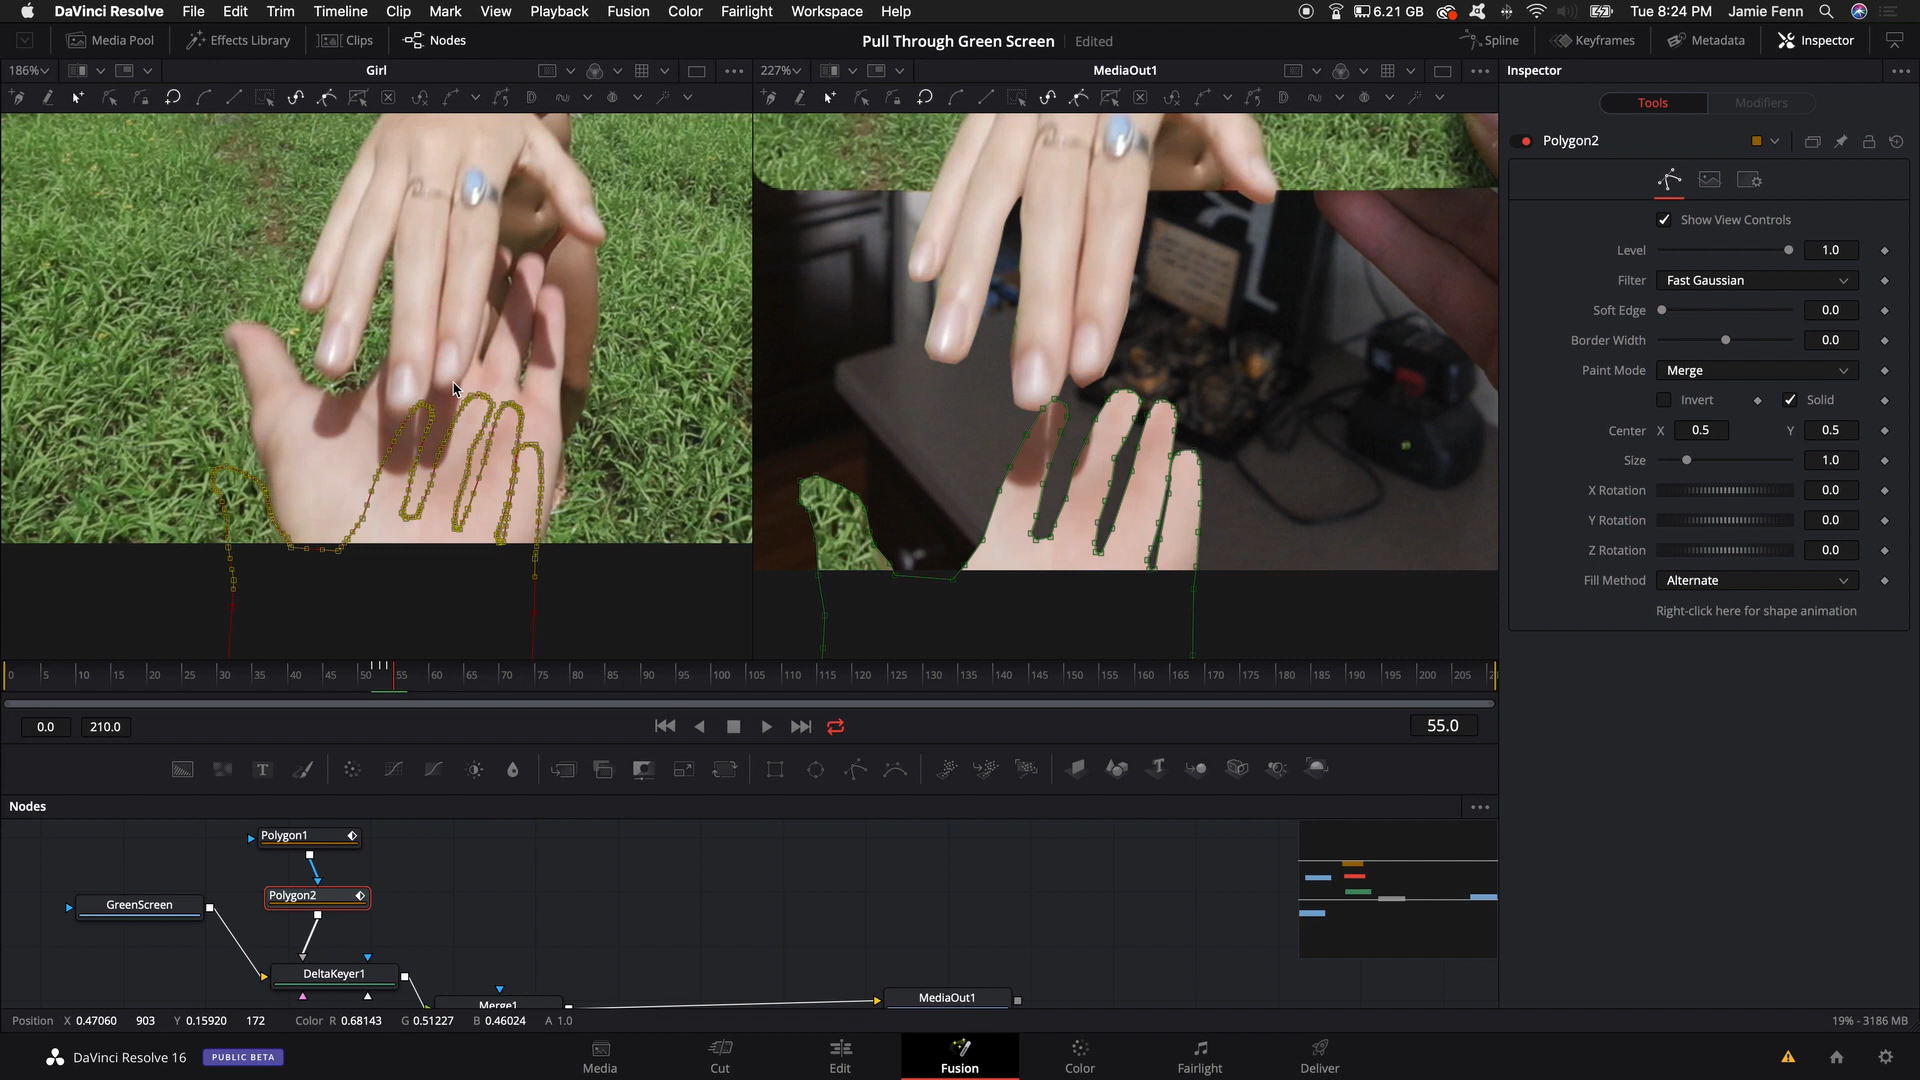 DaVinci Resolve File Edit Trim Timeline Clip Mark View Playback Fusion Color Fairlight Workspace Help 6.21 GB Tue 8:24 PM Jamie Fenn
Media Pool Effects Library Clips Nodes Pull Through Green Screen Edited Spline Keyframes Metadata Inspector
186% Girl 227% MediaOut1 Inspector
Tools Modifiers
Polygon2
Show View Controls
Level 1.0
Filter Fast Gaussian
Soft Edge 0.0
Border Width 0.0
Paint Mode Merge
Invert Solid
Center X 0.5 Y 0.5
Size 1.0
X Rotation 0.0
Y Rotation 0.0
Z Rotation 0.0
Fill Method Alternate
Right-click here for shape animation
0 5 10 15 20 25 30 35 40 45 50 55 60 65 70 75 80 85 90 95 100 105 110 115 120 125 130 135 140 145 150 155 160 165 170 175 180 185 190 195 200 205
0.0 210.0 55.0
Nodes
Polygon1
Polygon2
GreenScreen
DeltaKeyer1
Merge1
MediaOut1
Position X 0.47060 903 Y 0.15920 172 Color R 0.68143 G 0.51227 B 0.46024 A 1.0 19% - 3186 MB
DaVinci Resolve 16 PUBLIC BETA
Media Cut Edit Fusion Color Fairlight Deliver